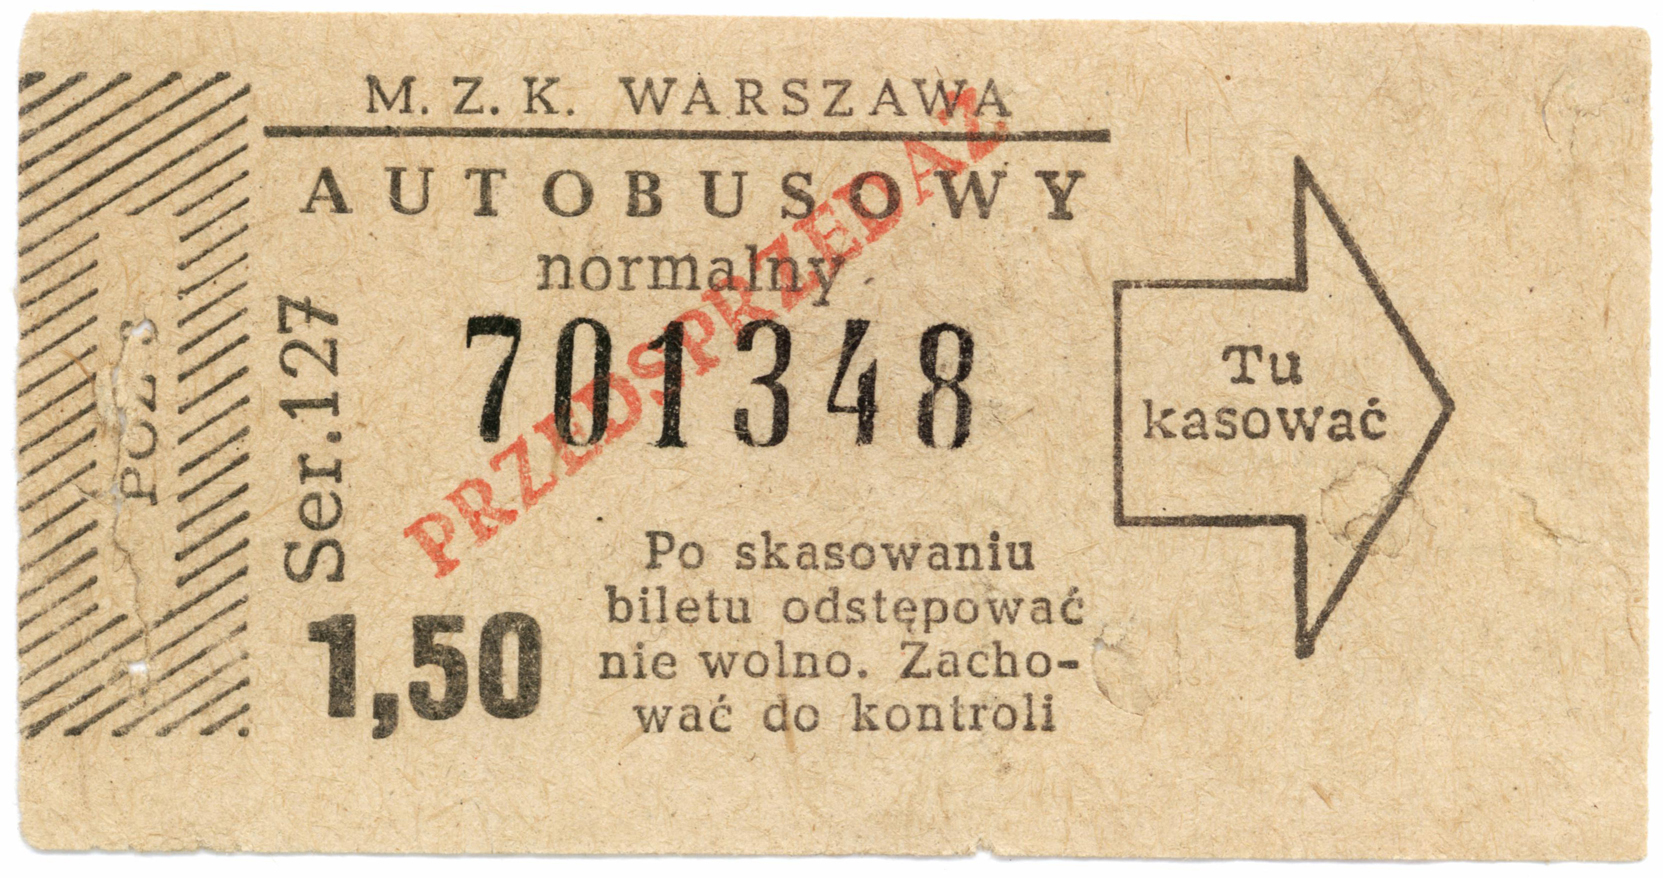 M. Z. K. WARSZAWA
AUTOBUSOWY
normalny
701348
PRZEDSPRZEDAŻ
Ser.127
1,50
Po skasowaniu
biletu odstępować
nie wolno. Zacho-
wać do kontroli
Tu
kasować